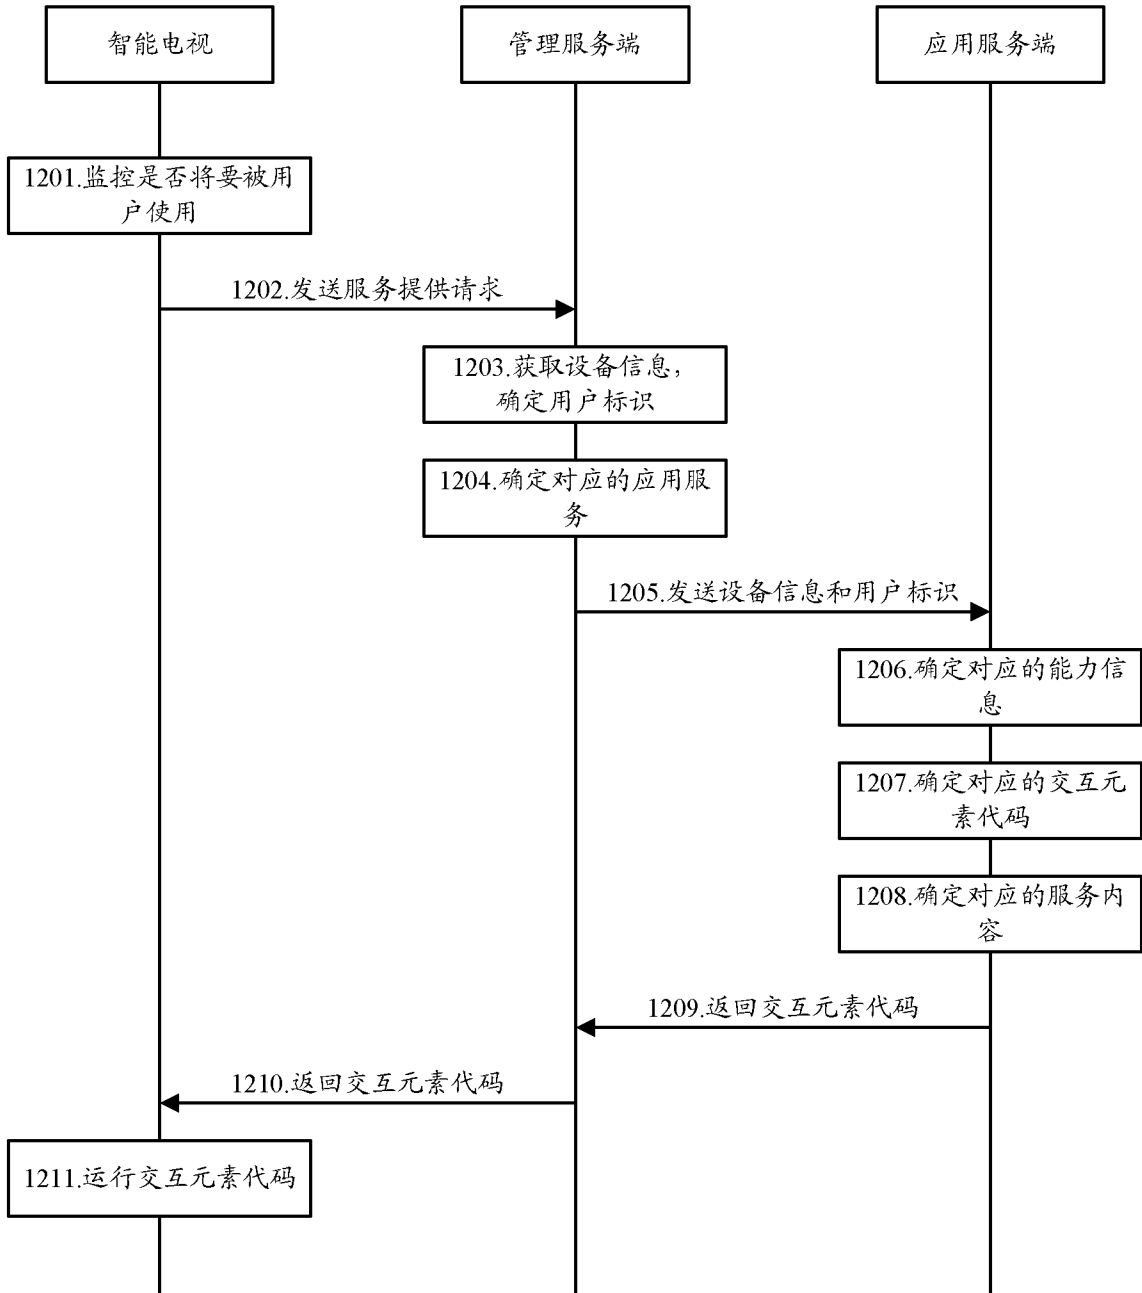 智能电视
管理服务端
应用服务端
1201.监控是否将要被用
户使用
1202.发送服务提供请求
1203.获取设备信息，
确定用户标识
1204.确定对应的应用服
务
1205.发送设备信息和用户标识
1206.确定对应的能力信
息
1207.确定对应的交互元
素代码
1208.确定对应的服务内
容
1209.返回交互元素代码
1210.返回交互元素代码
1211.运行交互元素代码